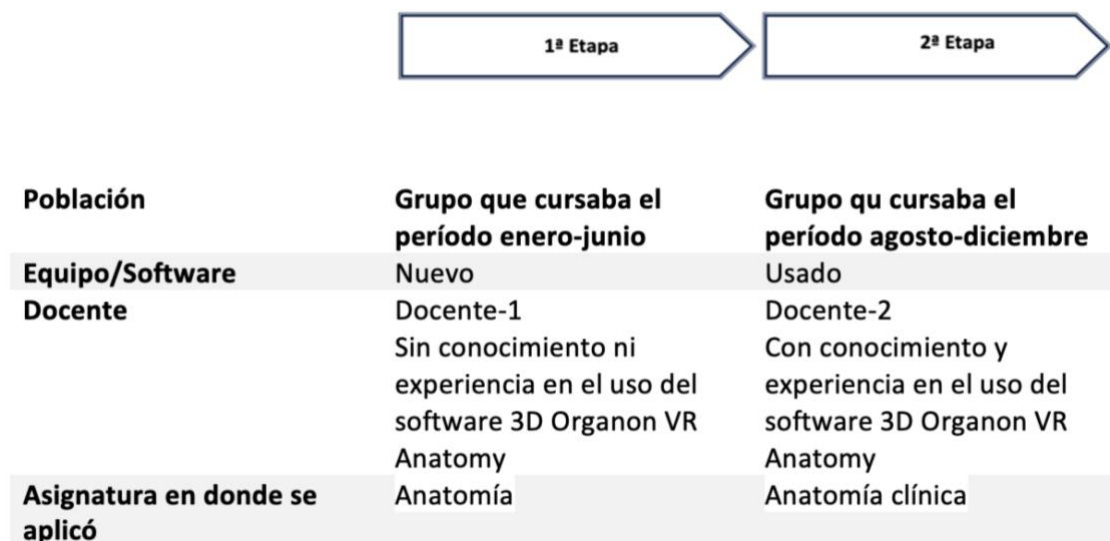 1ª Etapa
2ª Etapa
Población
Grupo que cursaba el
período enero-junio
Grupo qu cursaba el
período agosto-diciembre
Equipo/Software
Nuevo
Usado
Docente
Docente-1
Sin conocimiento ni
experiencia en el uso del
software 3D Organon VR
Anatomy
Docente-2
Con conocimiento y
experiencia en el uso del
software 3D Organon VR
Anatomy
Asignatura en donde se
aplicó
Anatomía
Anatomía clínica